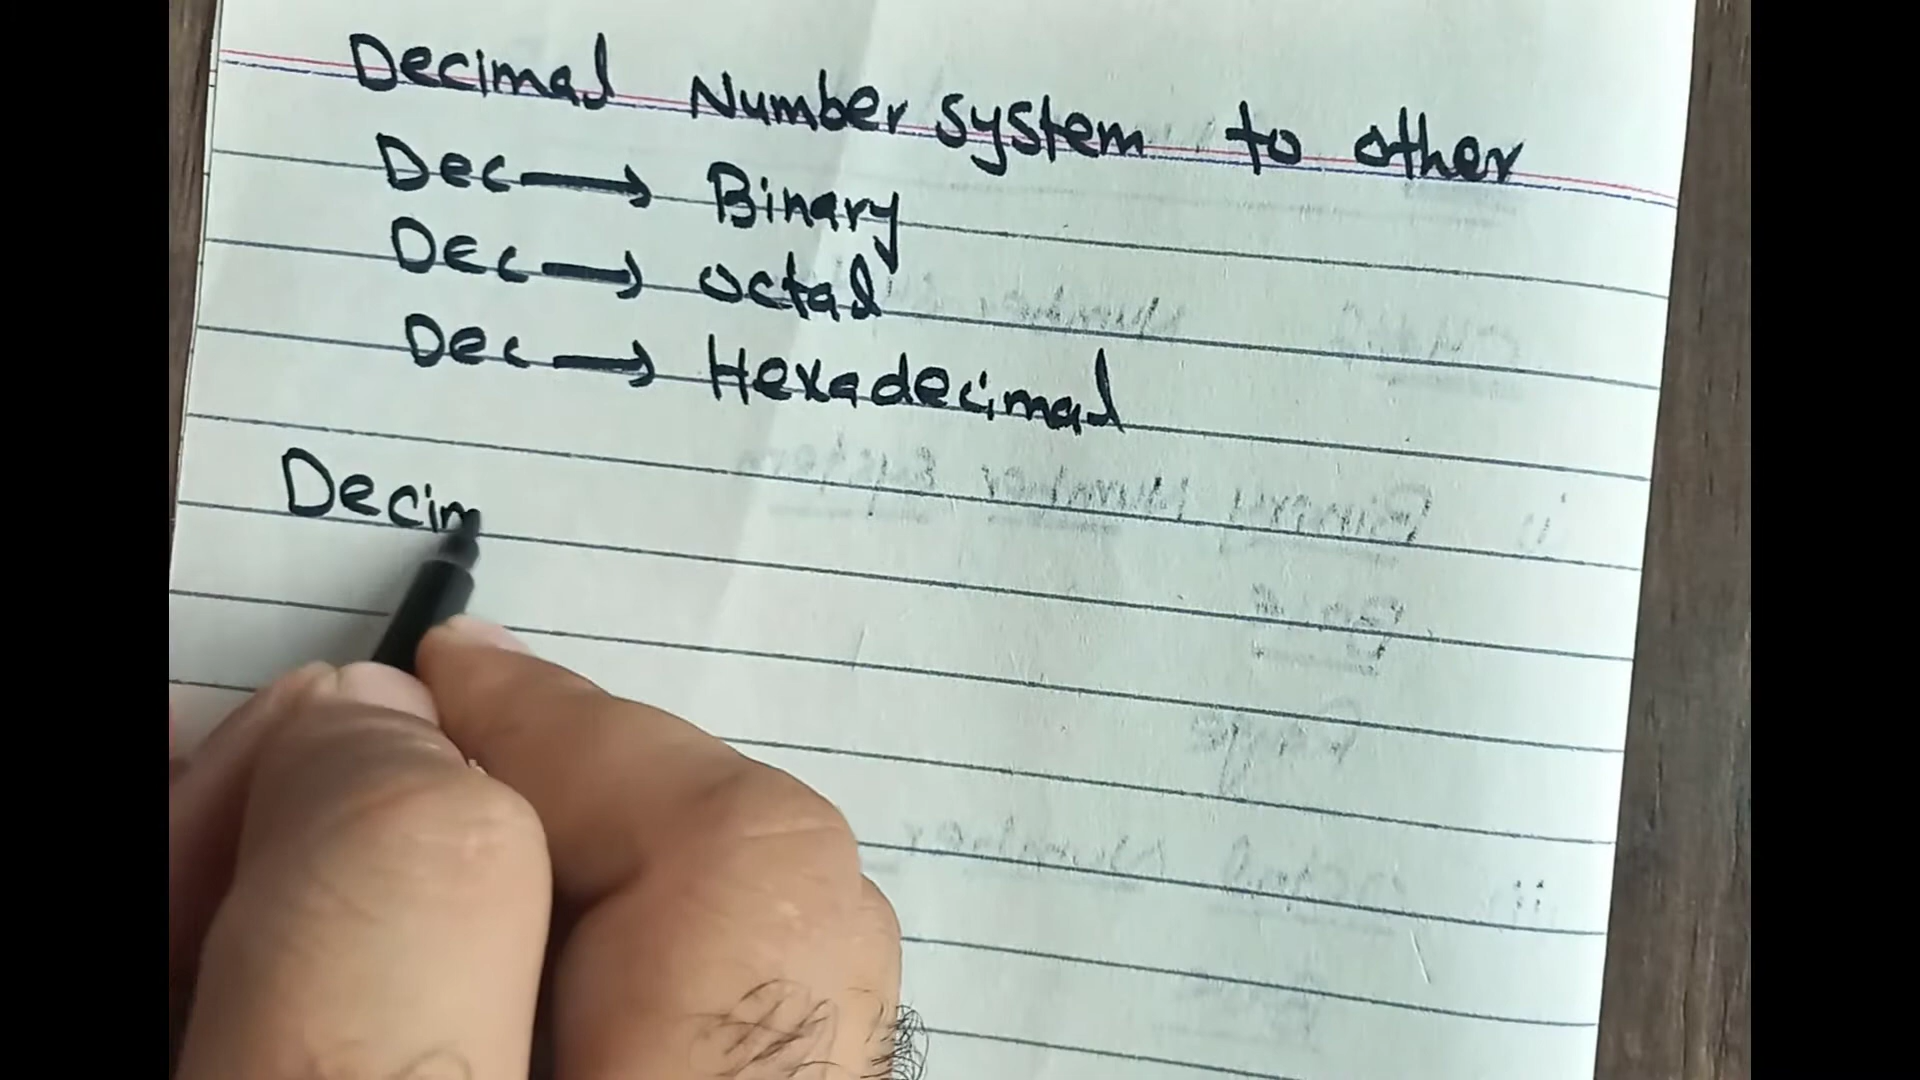 Decimal Number system to other
Dec → Binary
Dec → octal
Dec → Hexadecimal
Decim